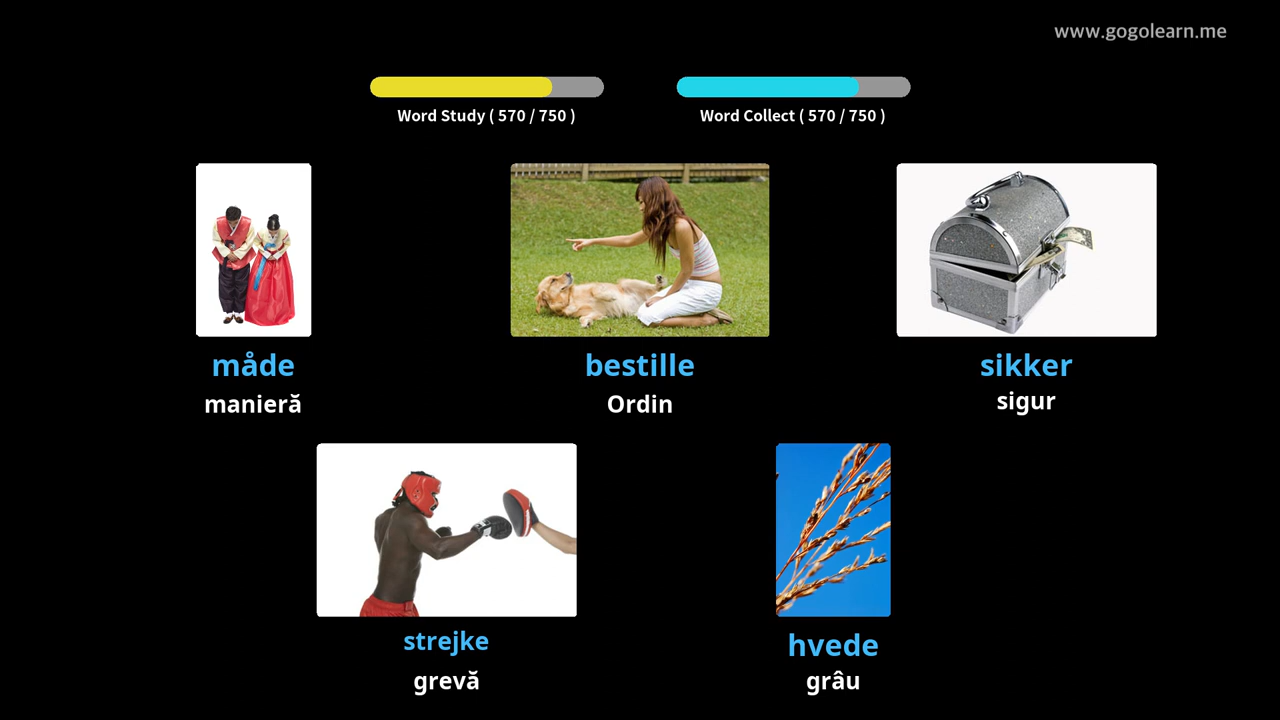 www.gogolearn.me
Word Study ( 570 / 750 )
Word Collect ( 570 / 750 )
måde
manieră
bestille
Ordin
sikker
sigur
strejke
grevă
hvede
grâu